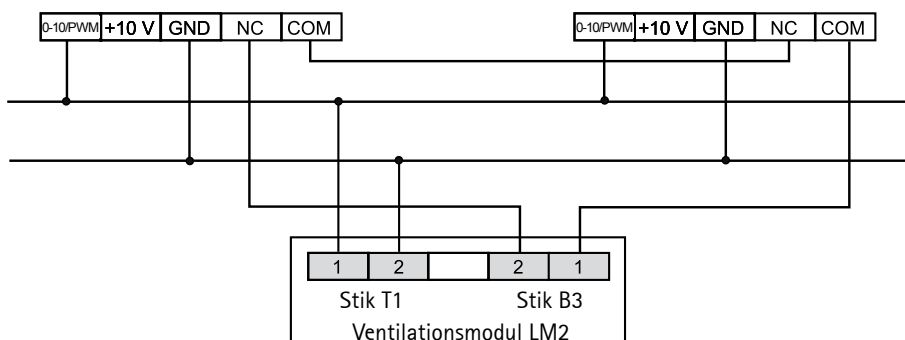 0-10/PWM +10 V GND NC COM 0-10/PWM +10 V GND NC COM
1 2 2 1
Stik T1 Stik B3
Ventilationsmodul LM2